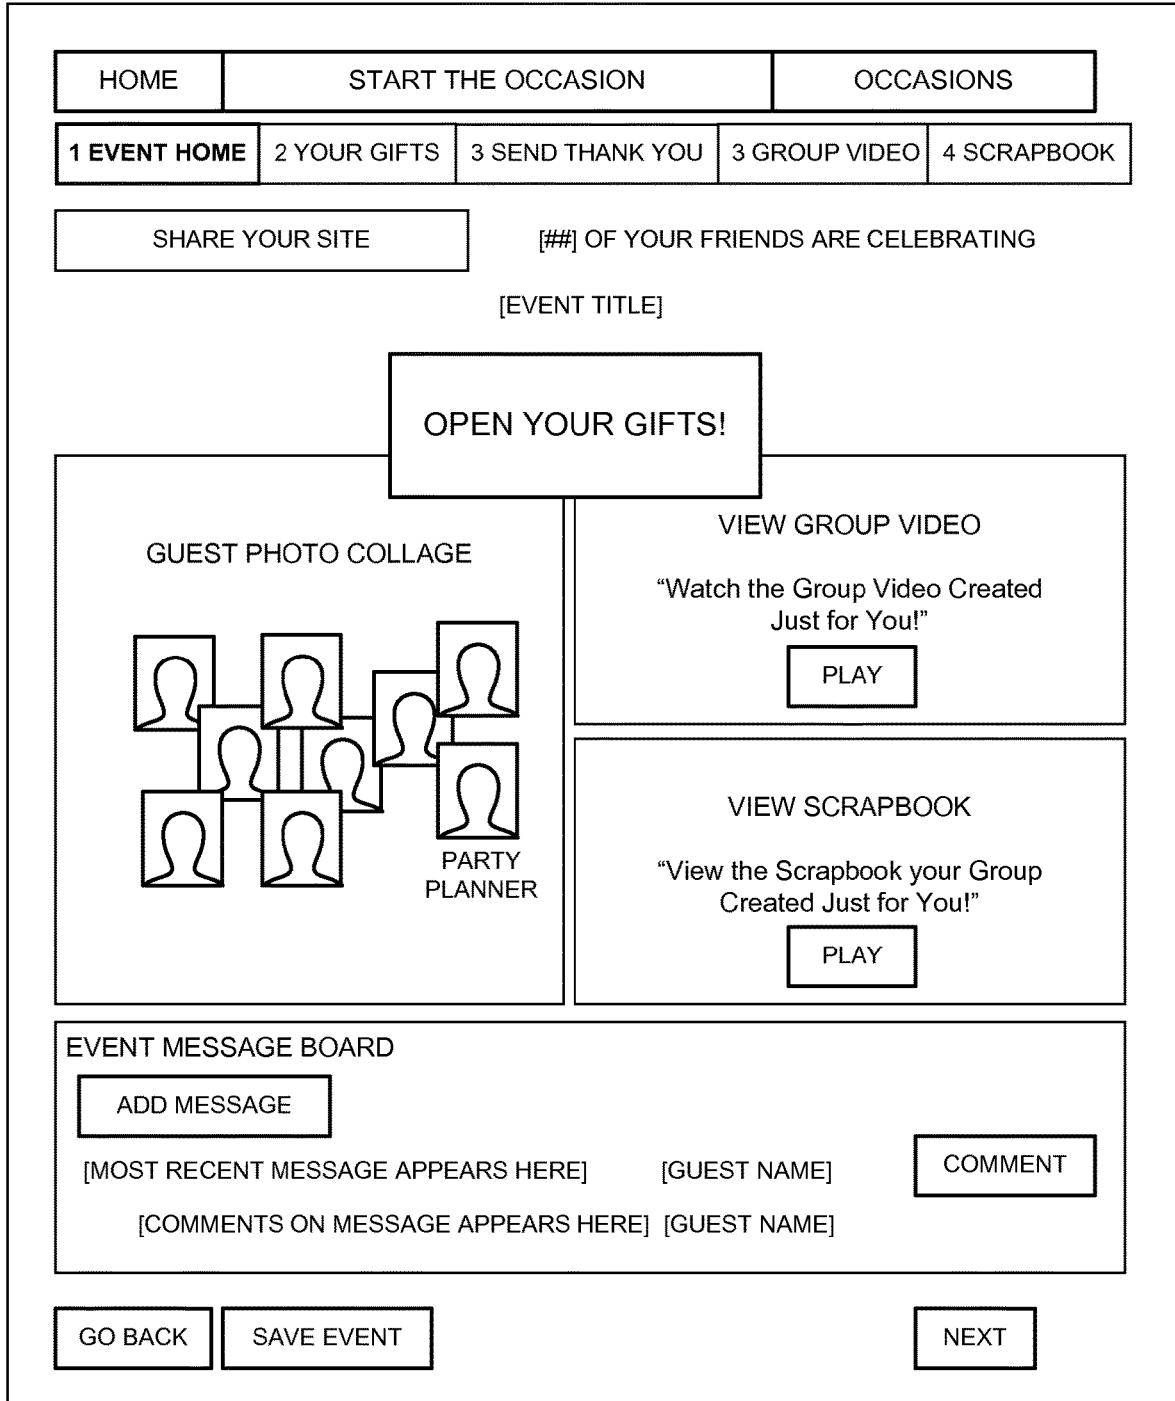 HOME START THE OCCASION OCCASIONS
1 EVENT HOME 2 YOUR GIFTS 3 SEND THANK YOU 3 GROUP VIDEO 4 SCRAPBOOK
SHARE YOUR SITE [##] OF YOUR FRIENDS ARE CELEBRATING
[EVENT TITLE]
OPEN YOUR GIFTS!
GUEST PHOTO COLLAGE
PARTY
PLANNER
VIEW GROUP VIDEO
“Watch the Group Video Created
Just for You!”
PLAY
VIEW SCRAPBOOK
“View the Scrapbook your Group
Created Just for You!”
PLAY
EVENT MESSAGE BOARD
ADD MESSAGE
[MOST RECENT MESSAGE APPEARS HERE] [GUEST NAME] COMMENT
[COMMENTS ON MESSAGE APPEARS HERE] [GUEST NAME]
GO BACK SAVE EVENT NEXT